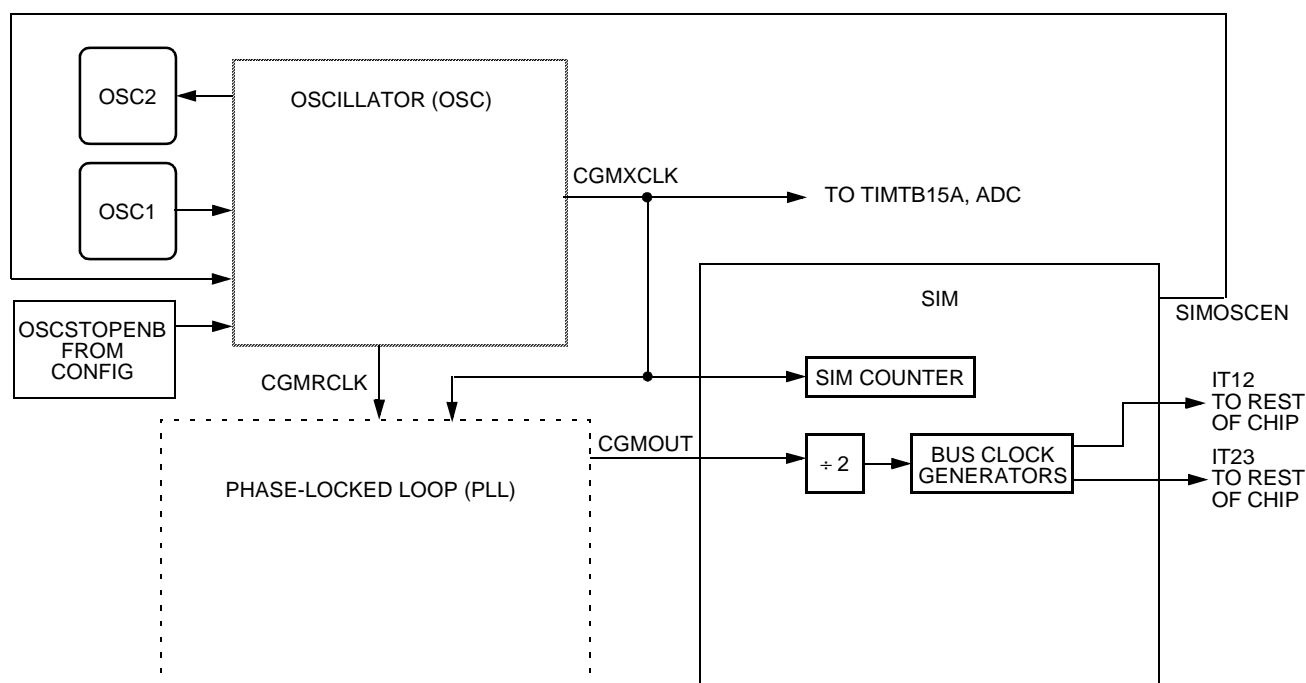 OSC2
OSCILLATOR (OSC)
CGMXCLK
OSC1
TO TIMTB15A, ADC
SIM
SIMOSCEN
OSCSTOPENB
FROM
CONFIG
CGMRCLK
SIM COUNTER
IT12
TO REST
OF CHIP
CGMOUT
÷ 2
BUS CLOCK
GENERATORS
IT23
TO REST
OF CHIP
PHASE-LOCKED LOOP (PLL)